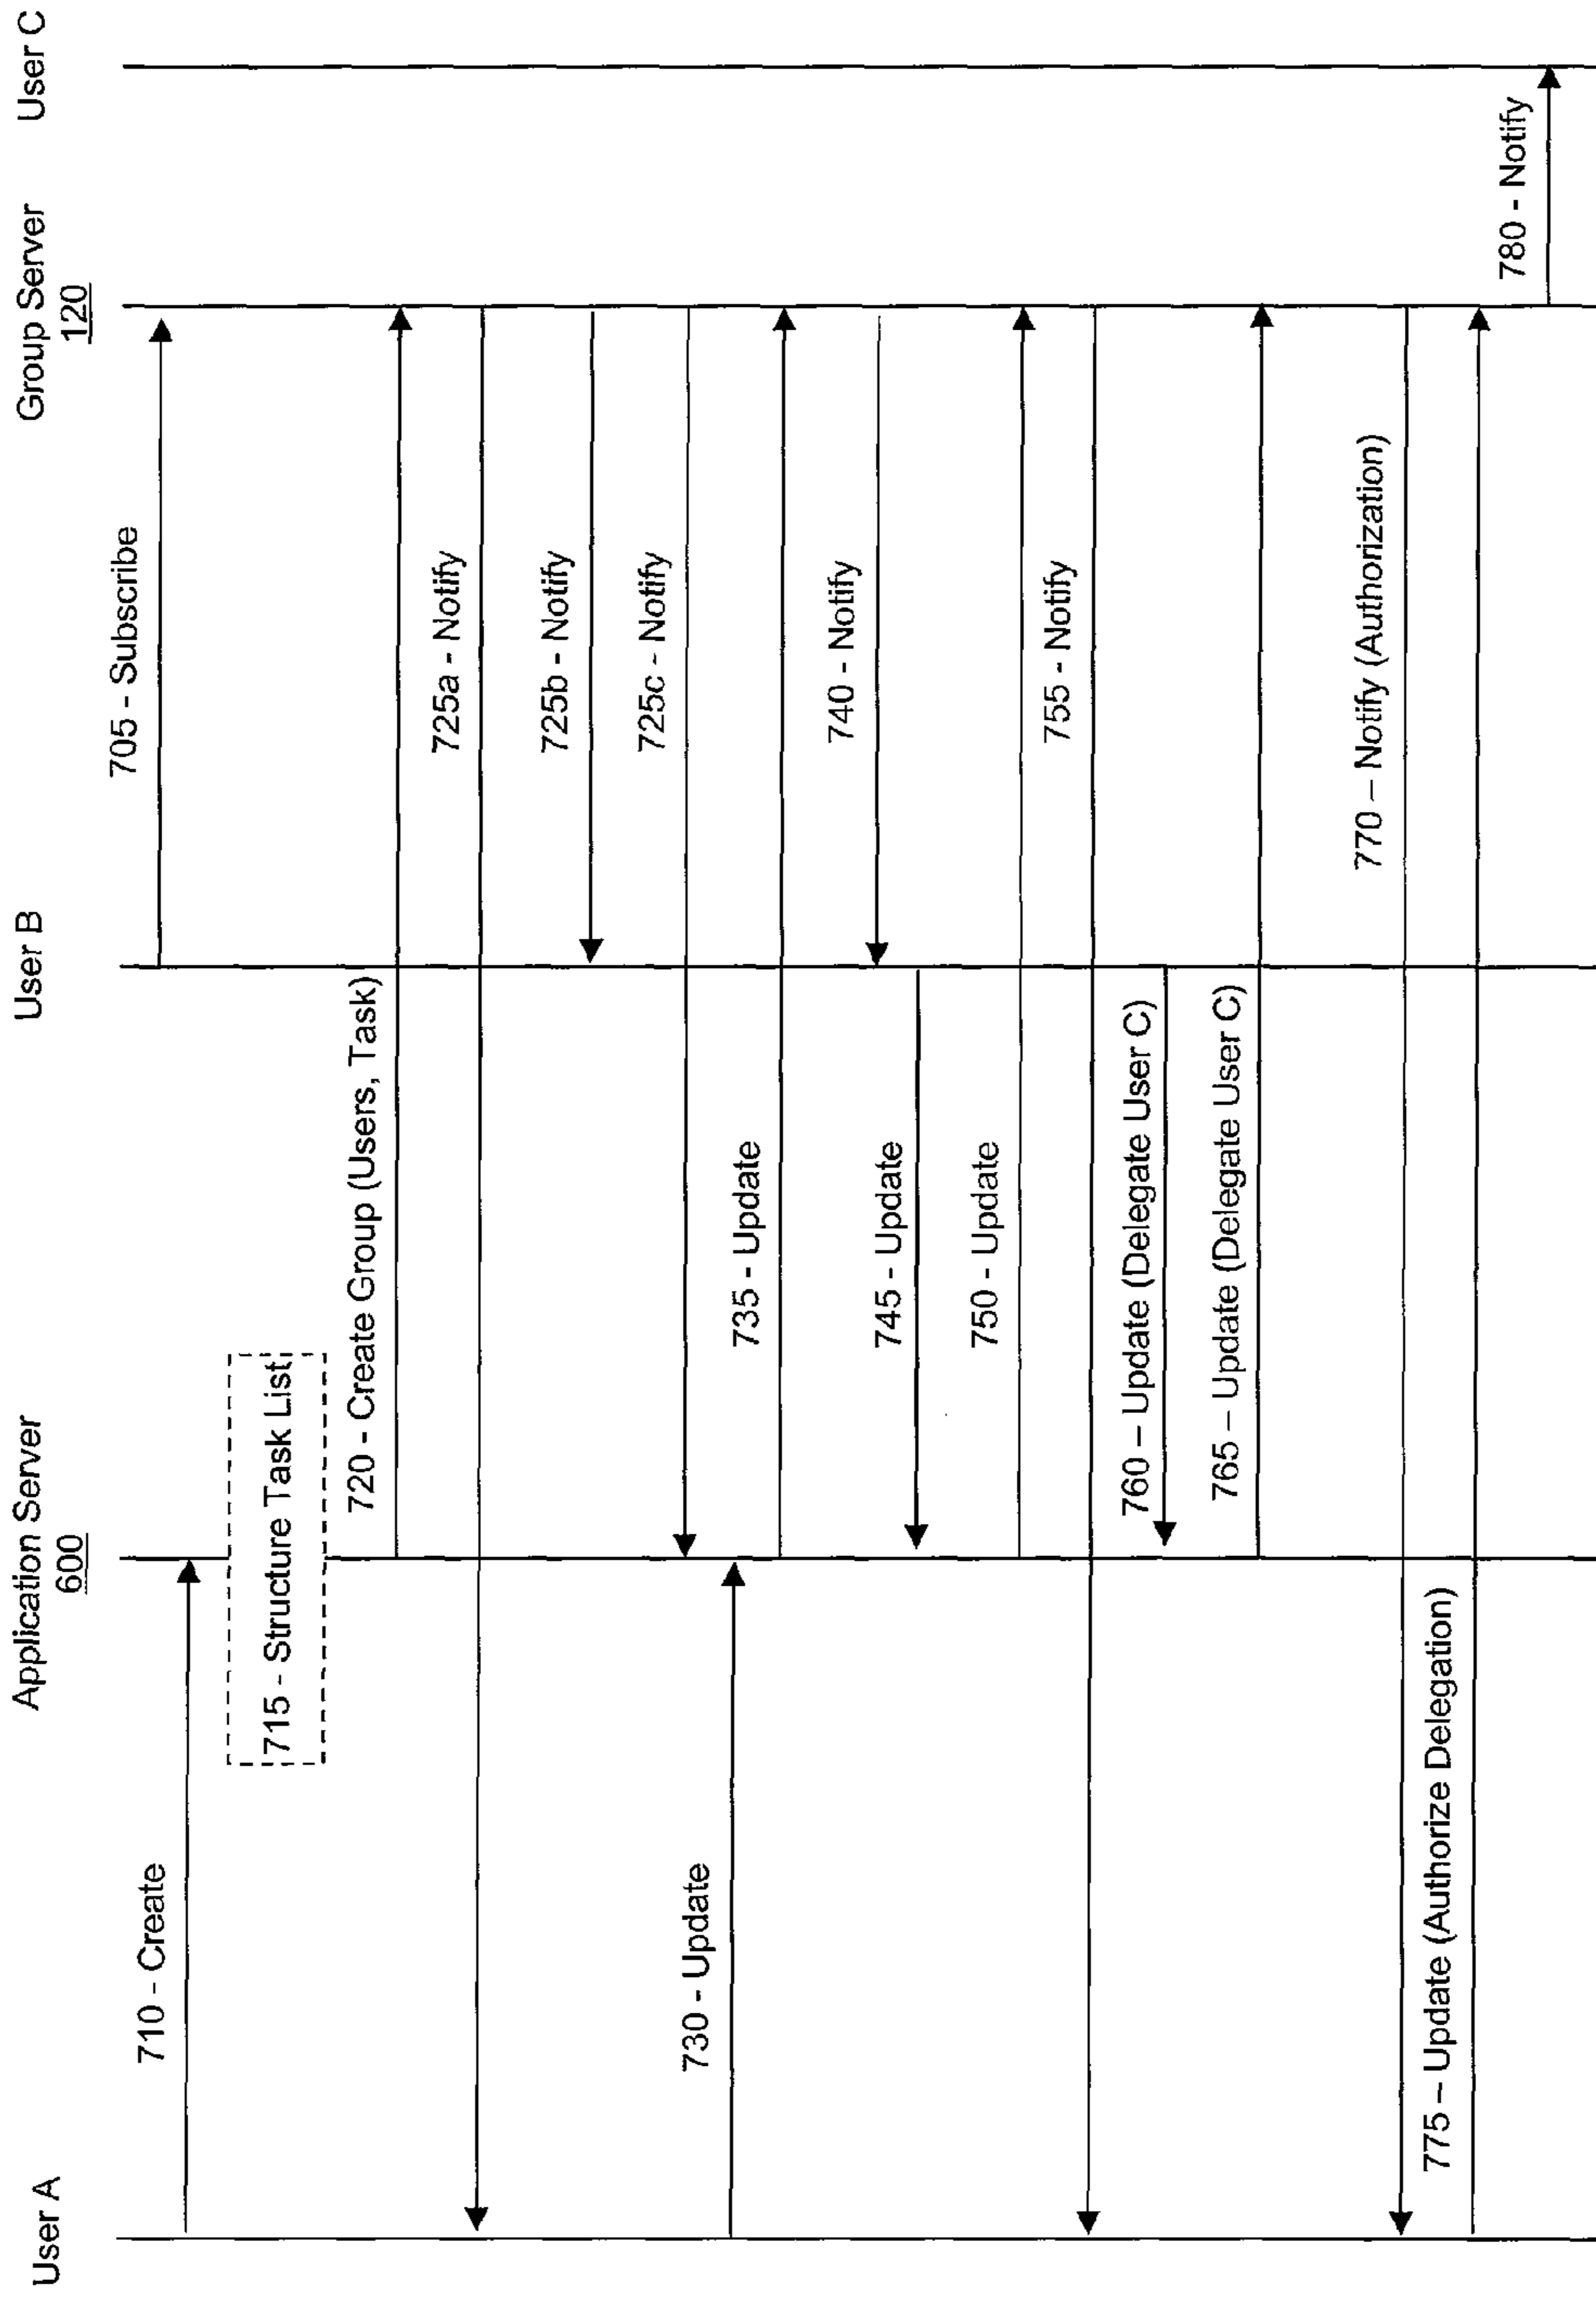 User A
Application Server
600
User B
Group Server
120
User C
705 - Subscribe
710 - Create
715 - Structure Task List
720 - Create Group (Users, Task)
725a - Notify
725b - Notify
725c - Notify
730 - Update
735 - Update
740 - Notify
745 - Update
750 - Update
755 - Notify
760 – Update (Delegate User C)
765 – Update (Delegate User C)
770 – Notify (Authorization)
775 – Update (Authorize Delegation)
780 - Notify